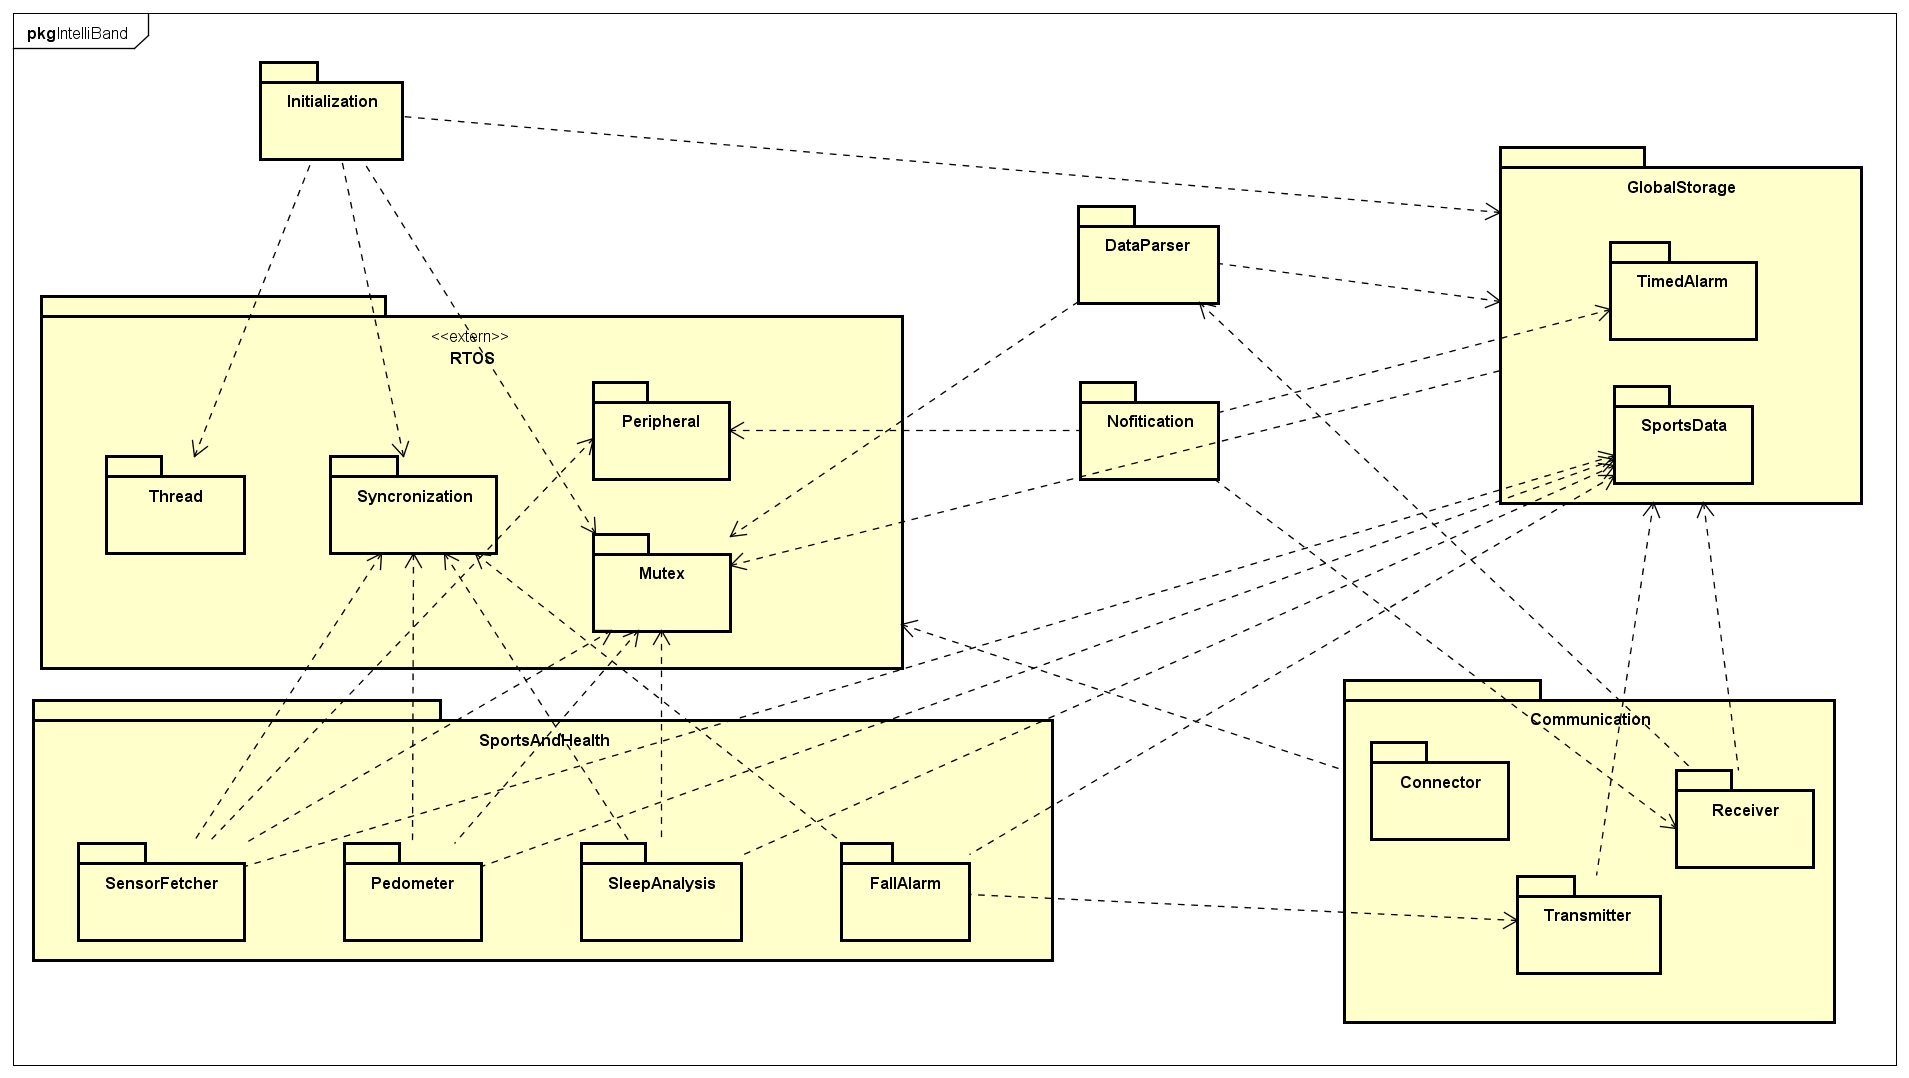 pkgIntelliBand
Initialization
GlobalStorage
DataParser
TimedAlarm
<<extern>>
RTOS
Peripheral
Nofitication
SportsData
Thread
Syncronization
Mutex
SportsAndHealth
Communication
Connector
Receiver
SensorFetcher
Pedometer
SleepAnalysis
FallAlarm
Transmitter